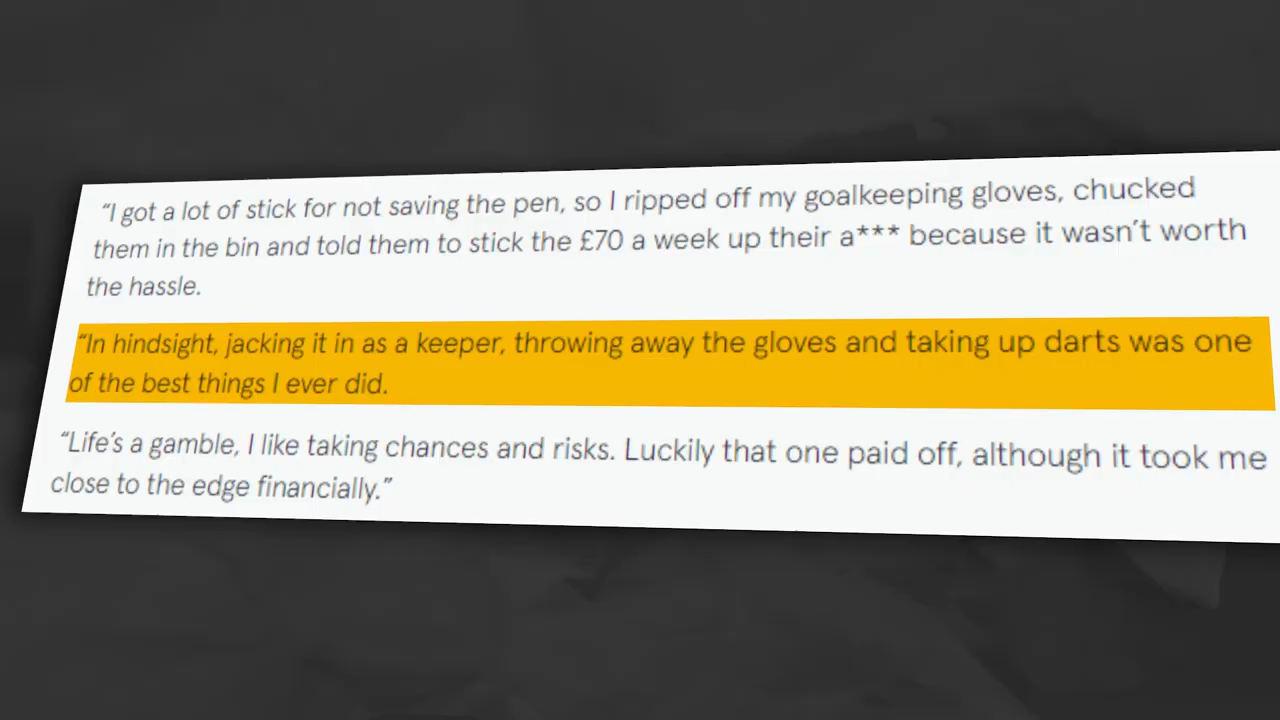 “I got a lot of stick for not saving the pen, so I ripped off my goalkeeping gloves, chucked
them in the bin and told them to stick the £70 a week up their a*** because it wasn’t worth
the hassle.
“In hindsight, jacking it in as a keeper, throwing away the gloves and taking up darts was one
of the best things I ever did.
“Life’s a gamble, I like taking chances and risks. Luckily that one paid off, although it took me
close to the edge financially.”